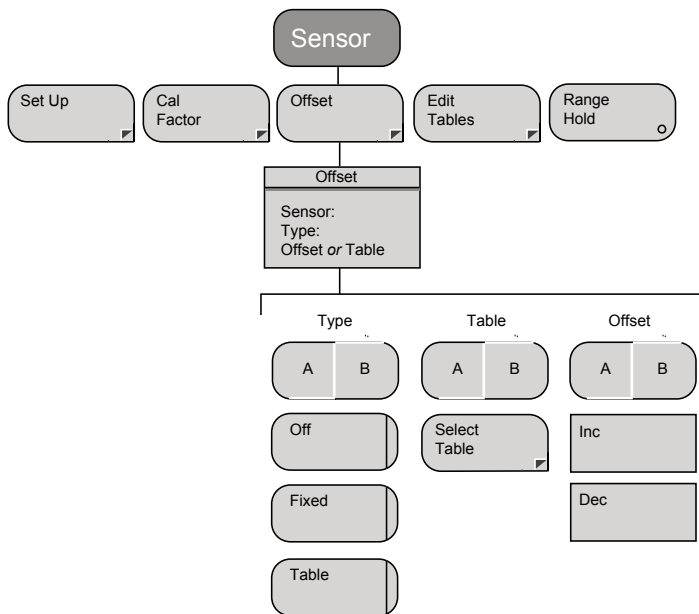 Sensor
Set Up
Cal
Factor
Offset
Edit
Tables
Range
Hold
Offset
Sensor:
Type:
Offset or Table
Type
Table
Offset
A B
A B
A B
Off
Select
Table
Inc
Fixed
Dec
Table